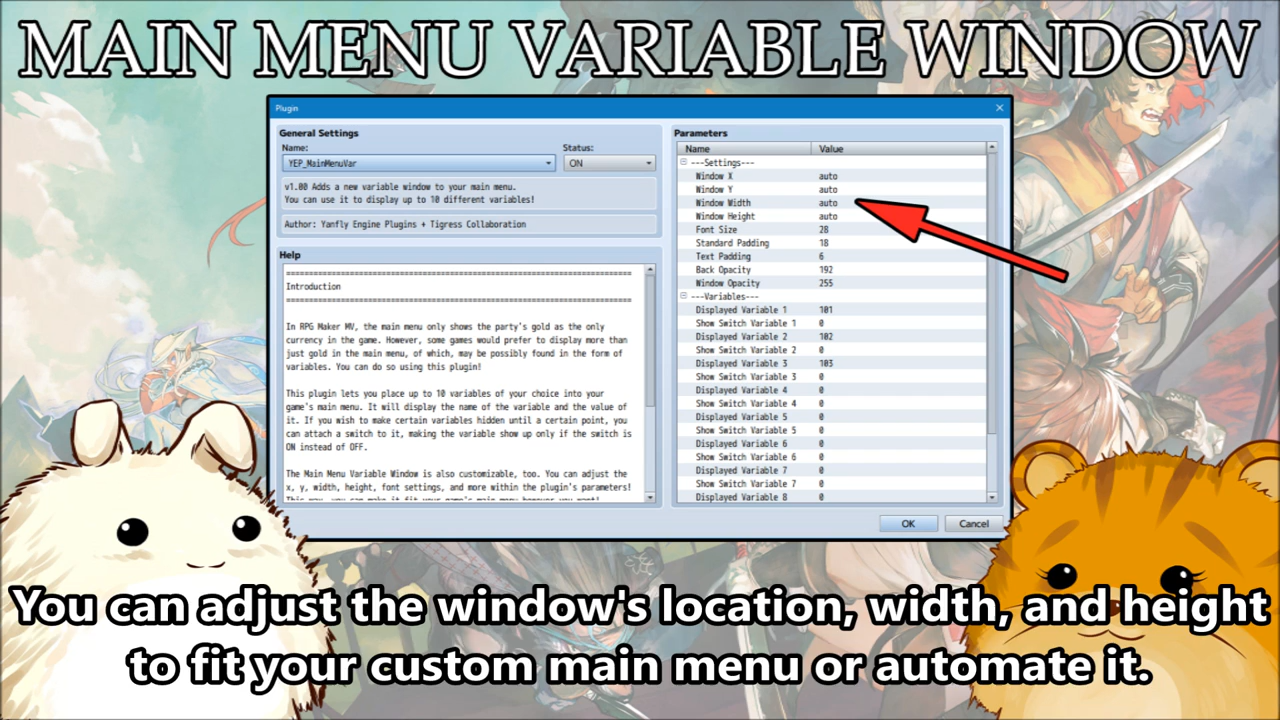 MAIN MENU VARIABLE WINDOW
Plugin
General Settings
Name:
Status:
YEP_MainMenuVar
ON
v1.00 Adds a new variable window to your main menu.
You can use it to display up to 10 different variables!
Author: Yanfly Engine Plugins + Tigress Collaboration
Help
================================================================
Introduction
================================================================
In RPG Maker MV, the main menu only shows the party's gold as the only
currency in the game. However, some games would prefer to display more than
just gold in the main menu, of which, may be possibly found in the form of
variables. You can do so using this plugin!
This plugin lets you place up to 10 variables of your choice into your
game's main menu. It will display the name of the variable and the value of
it. If you wish to make certain variables hidden until a certain point, you
can attach a switch to it, making the variable show up only if the switch is
ON instead of OFF.
The Main Menu Variable Window is also customizable, too. You can adjust the
x, y, width, height, font settings, and more within the plugin's parameters!
This way, you can make it fit your game's main menu however you want!
Parameters
Name Value
---Settings---
Window X auto
Window Y auto
Window Width auto
Window Height auto
Font Size 28
Standard Padding 18
Text Padding 6
Back Opacity 192
Window Opacity 255
---Variables---
Displayed Variable 1 101
Show Switch Variable 1 0
Displayed Variable 2 102
Show Switch Variable 2 0
Displayed Variable 3 103
Show Switch Variable 3 0
Displayed Variable 4 0
Show Switch Variable 4 0
Displayed Variable 5 0
Show Switch Variable 5 0
Displayed Variable 6 0
Show Switch Variable 6 0
Displayed Variable 7 0
Show Switch Variable 7 0
Displayed Variable 8 0
OK
Cancel
You can adjust the window's location, width, and height
to fit your custom main menu or automate it.